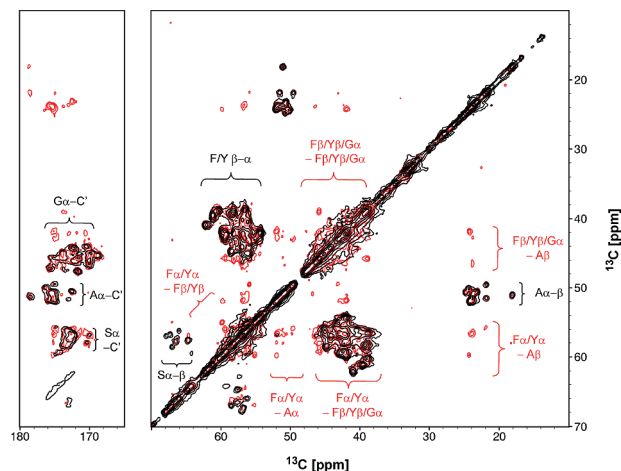 F/Y β–α
Fβ/Yβ/Gα
– Fβ/Yβ/Gα
Gα–C'
Fα/Yα
– Fβ/Yβ
Fβ/Yβ/Gα
– Aβ
Aα–C'
Aα–β
Sα
–C'
Sα–β
Fα/Yα
– Aβ
Fα/Yα
– Aα
Fα/Yα
– Fβ/Yβ/Gα
20
30
40
50
60
70
¹³C [ppm]
180
170
60
50
40
30
20
¹³C [ppm]